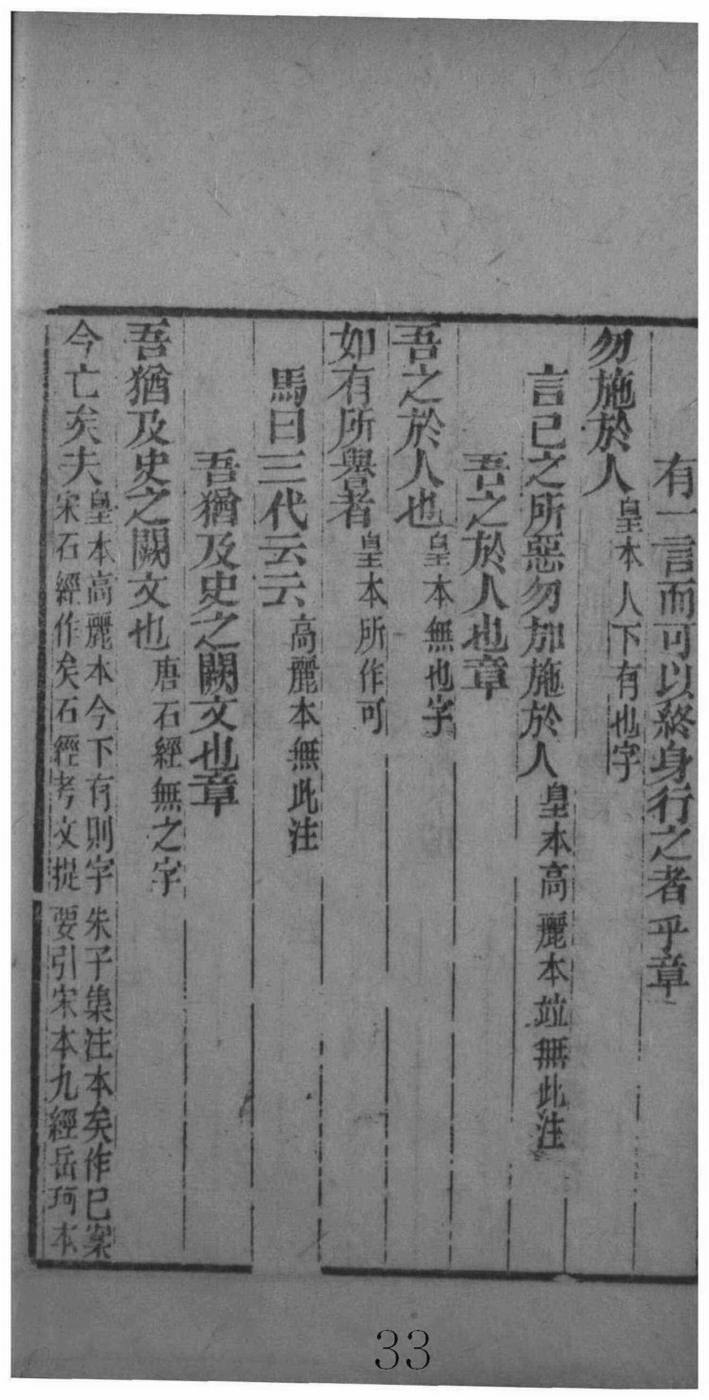 有一言而可以終身行之者乎章
勿施於人皇本人下有也字
言己之所惡勿加施於人皇本高麗本竝無此注
吾之於人也章
吾之於人也皇本無也字
如有所譽者皇本所作可
馬曰三代云云高麗本無此注
吾猶及史之闕文也章
吾猶及史之闕文也唐石經無之字
今亡矣夫皇本高麗本今下有則字朱子集注本矣作已案
宋石經作矣石經考文提要引宋本九經岳珂本
33